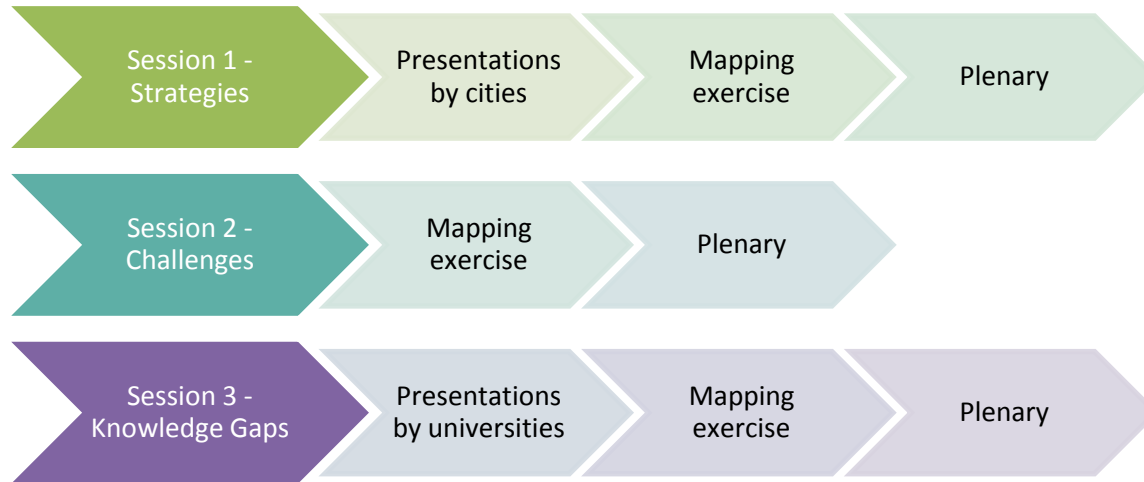 Session 1 -
Strategies
Presentations
by cities
Mapping
exercise
Plenary
Session 2 -
Challenges
Mapping
exercise
Plenary
Session 3 -
Knowledge Gaps
Presentations
by universities
Mapping
exercise
Plenary